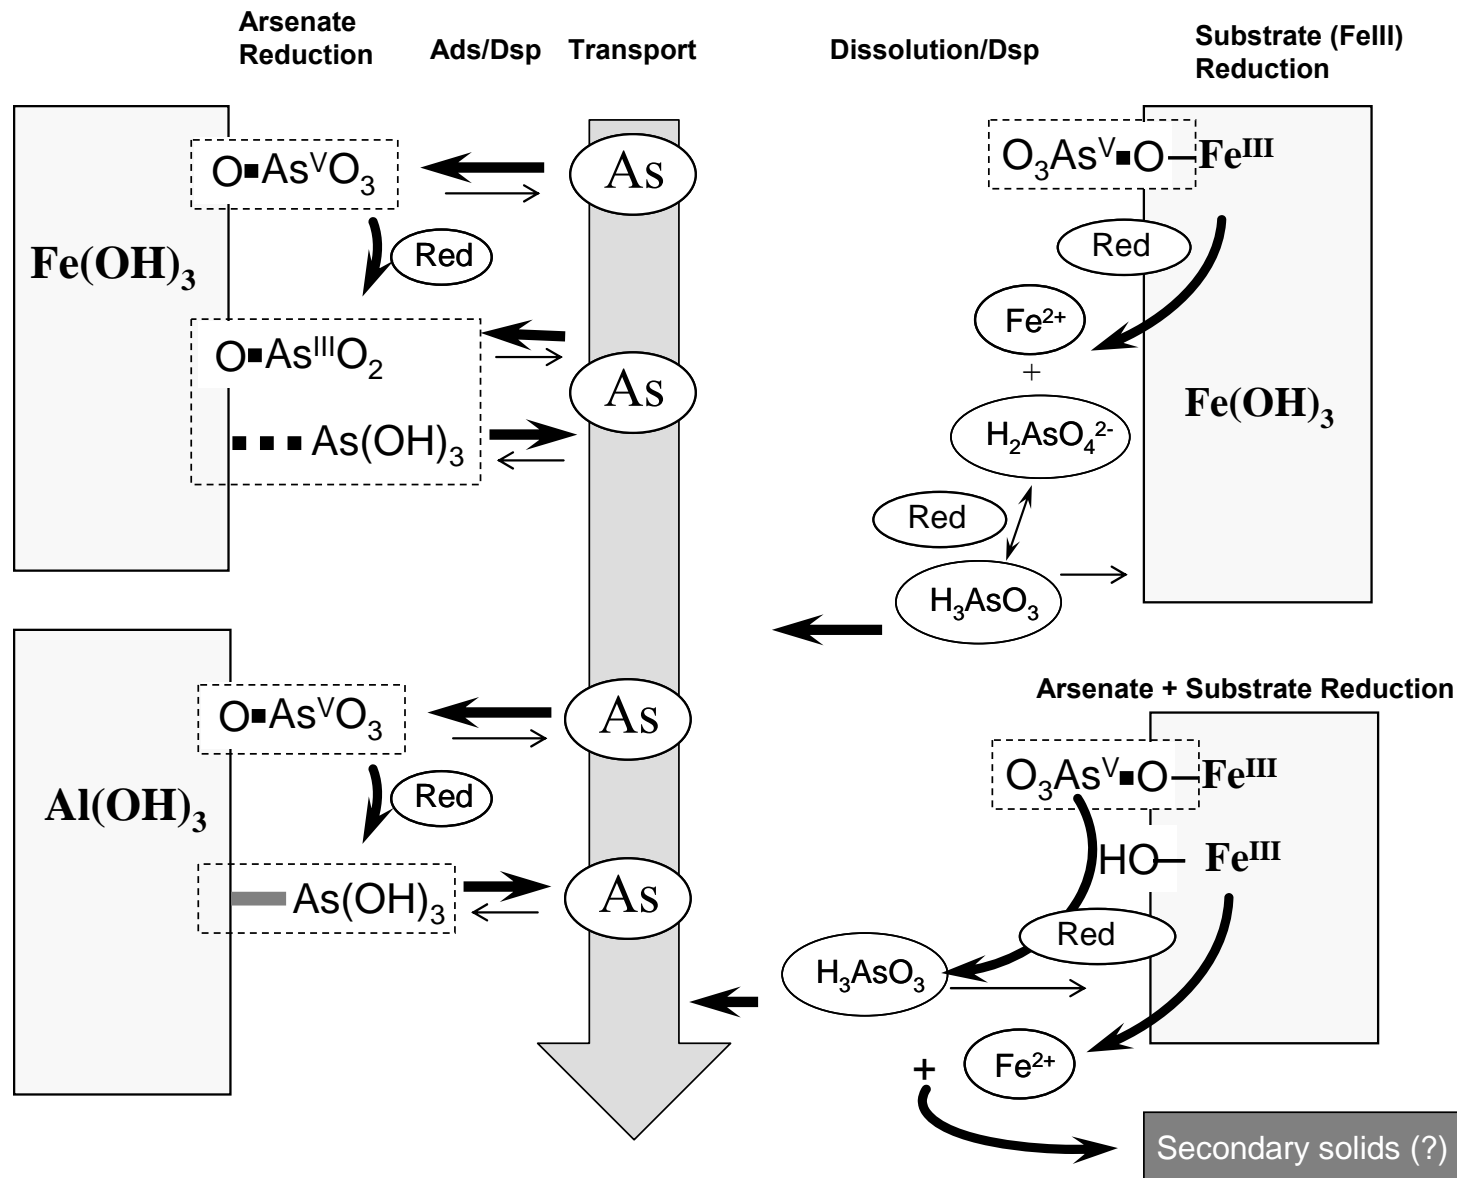 Arsenate
Reduction
Ads/Dsp
Transport
Dissolution/Dsp
Substrate (FeIII)
Reduction
O▪AsⱽO₃
As
O₃Asⱽ▪O–Feᴵᴵᴵ
Red
Red
Fe(OH)₃
Fe²⁺
+
O▪AsᴵᴵᴵO₂
As
Fe(OH)₃
▪▪▪As(OH)₃
H₂AsO₄²⁻
Red
H₃AsO₃
Arsenate + Substrate Reduction
O▪AsⱽO₃
As
O₃Asⱽ▪O–Feᴵᴵᴵ
Red
Al(OH)₃
HO– Feᴵᴵᴵ
As(OH)₃
As
Red
H₃AsO₃
+
Fe²⁺
Secondary solids (?)